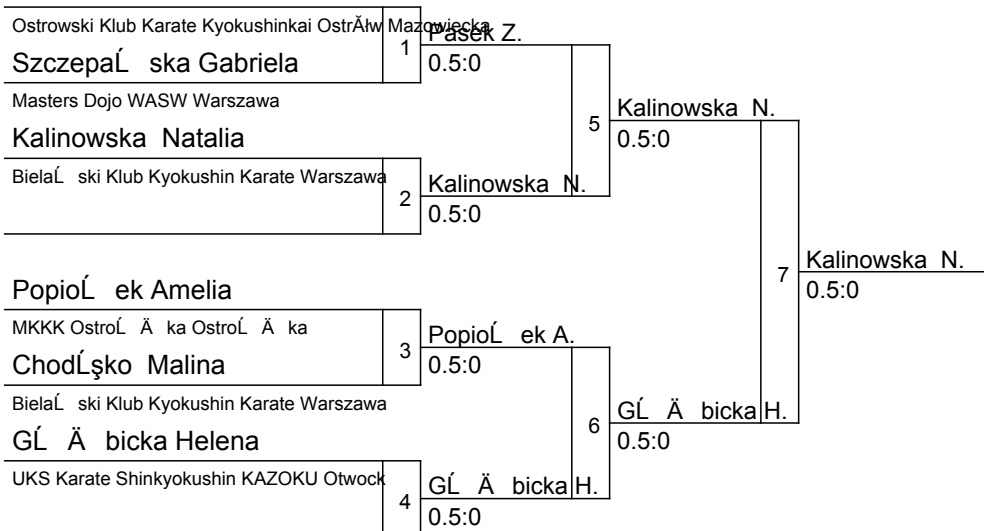 Ostrowski Klub Karate Kyokushinkai OstrĂłw Mazowiecka
1
Pasek Z.
SzczepaĹ ska Gabriela
0.5:0
Masters Dojo WASW Warszawa
5
Kalinowska N.
Kalinowska Natalia
0.5:0
BielaĹ ski Klub Kyokushin Karate Warszawa
2
Kalinowska N.
0.5:0
7
Kalinowska N.
0.5:0
PopioĹ ek Amelia
MKKK OstroĹ Ä ka OstroĹ Ä ka
3
PopioĹ ek A.
ChodĹşko Malina
0.5:0
BielaĹ ski Klub Kyokushin Karate Warszawa
6
GĹ Ä bicka H.
GĹ Ä bicka Helena
0.5:0
UKS Karate Shinkyokushin KAZOKU Otwock
4
GĹ Ä bicka H.
0.5:0